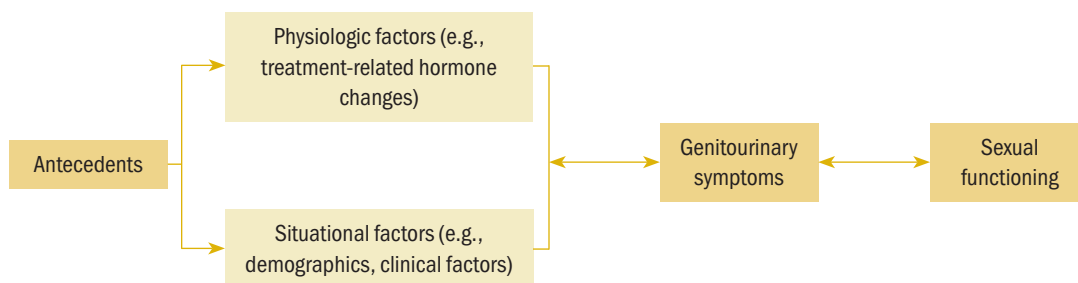 Antecedents
Physiologic factors (e.g.,
treatment-related hormone
changes)
Situational factors (e.g.,
demographics, clinical factors)
Genitourinary
symptoms
Sexual
functioning